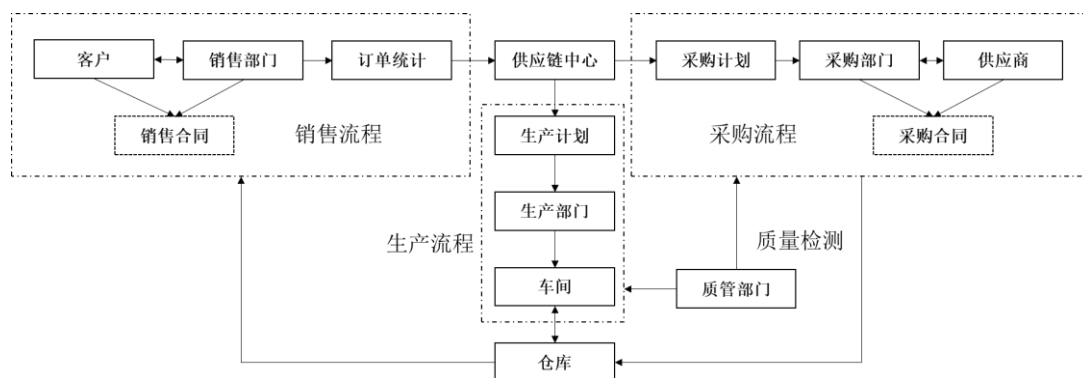 客户
销售部门
订单统计
供应链中心
采购计划
采购部门
供应商
销售合同
销售流程
生产计划
采购流程
采购合同
生产部门
生产流程
质量检测
车间
质管部门
仓库